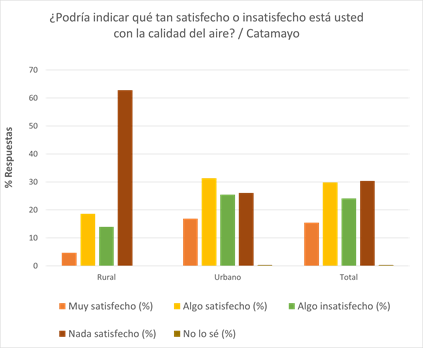 ¿Podría indicar qué tan satisfecho o insatisfecho está usted
con la calidad del aire? / Catamayo
% Respuestas
70
60
50
40
30
20
10
0
Rural
Urbano
Total
Muy satisfecho (%)
Algo satisfecho (%)
Algo insatisfecho (%)
Nada satisfecho (%)
No lo sé (%)